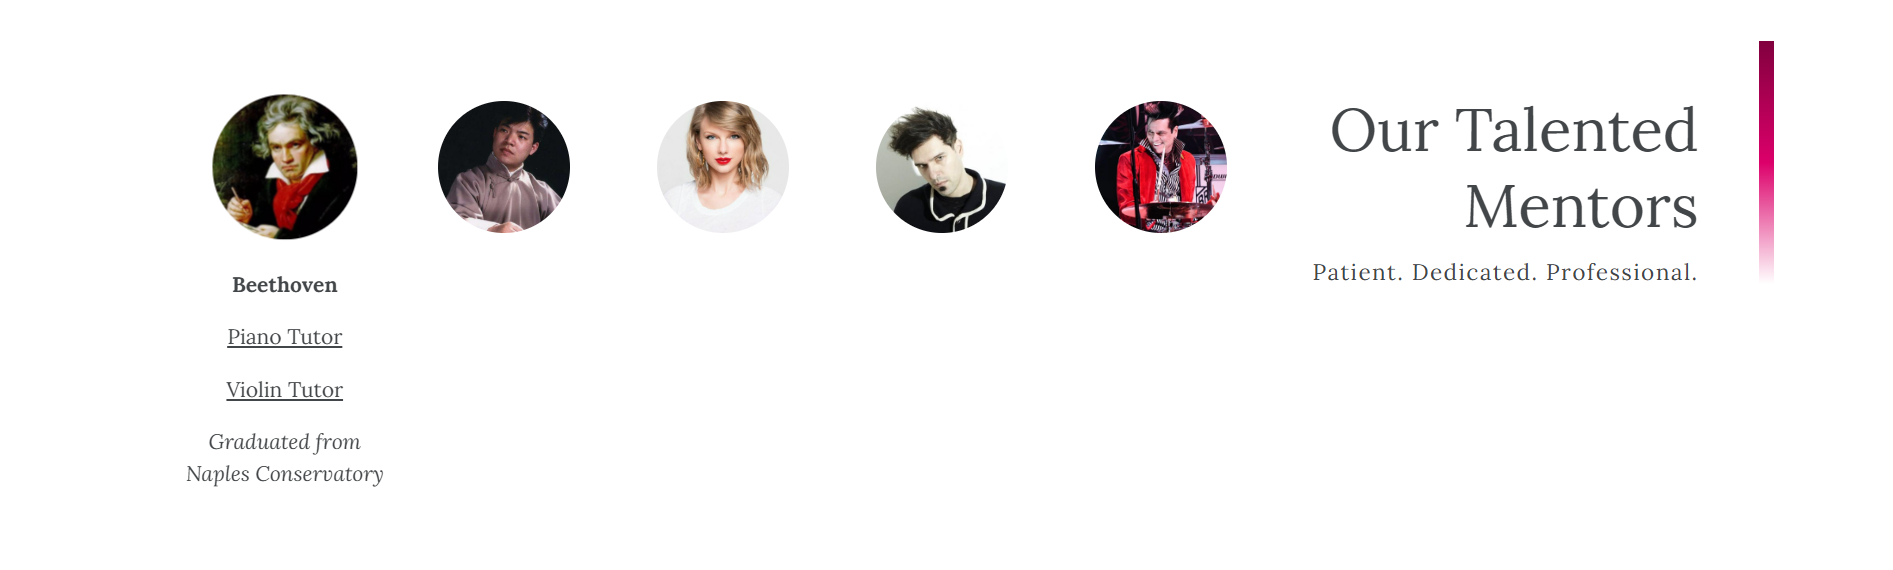 Our Talented
Mentors
Patient. Dedicated. Professional.
Beethoven
Piano Tutor
Violin Tutor
Graduated from
Naples Conservatory